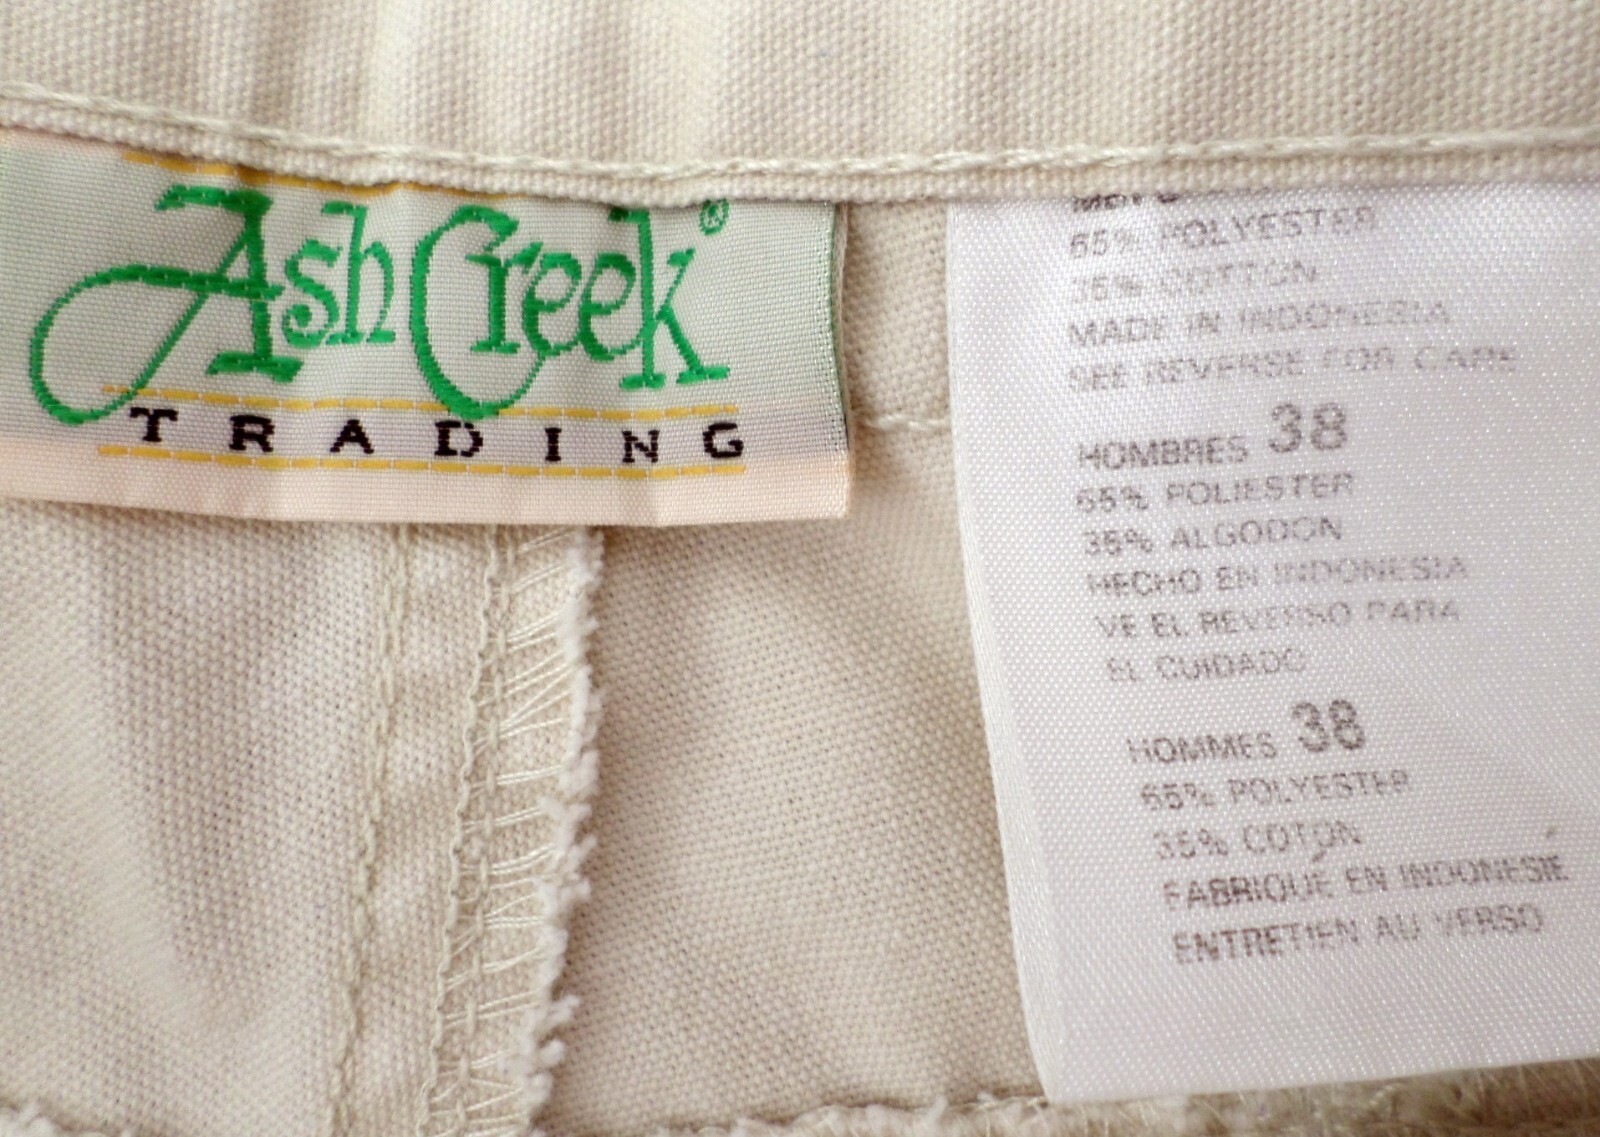 Ash Creek®
TRADING
65% POLYESTER
35% COTTON
MADE IN INDONESIA
SEE REVERSE FOR CARE
HOMBRES 38
65% POLIESTER
35% ALGODON
HECHO EN INDONESIA
VE EL REVERSO PARA
EL CUIDADO
HOMMES 38
65% POLYESTER
35% COTON
FABRIQUÉ EN INDONESIE
ENTRETIEN AU VERSO